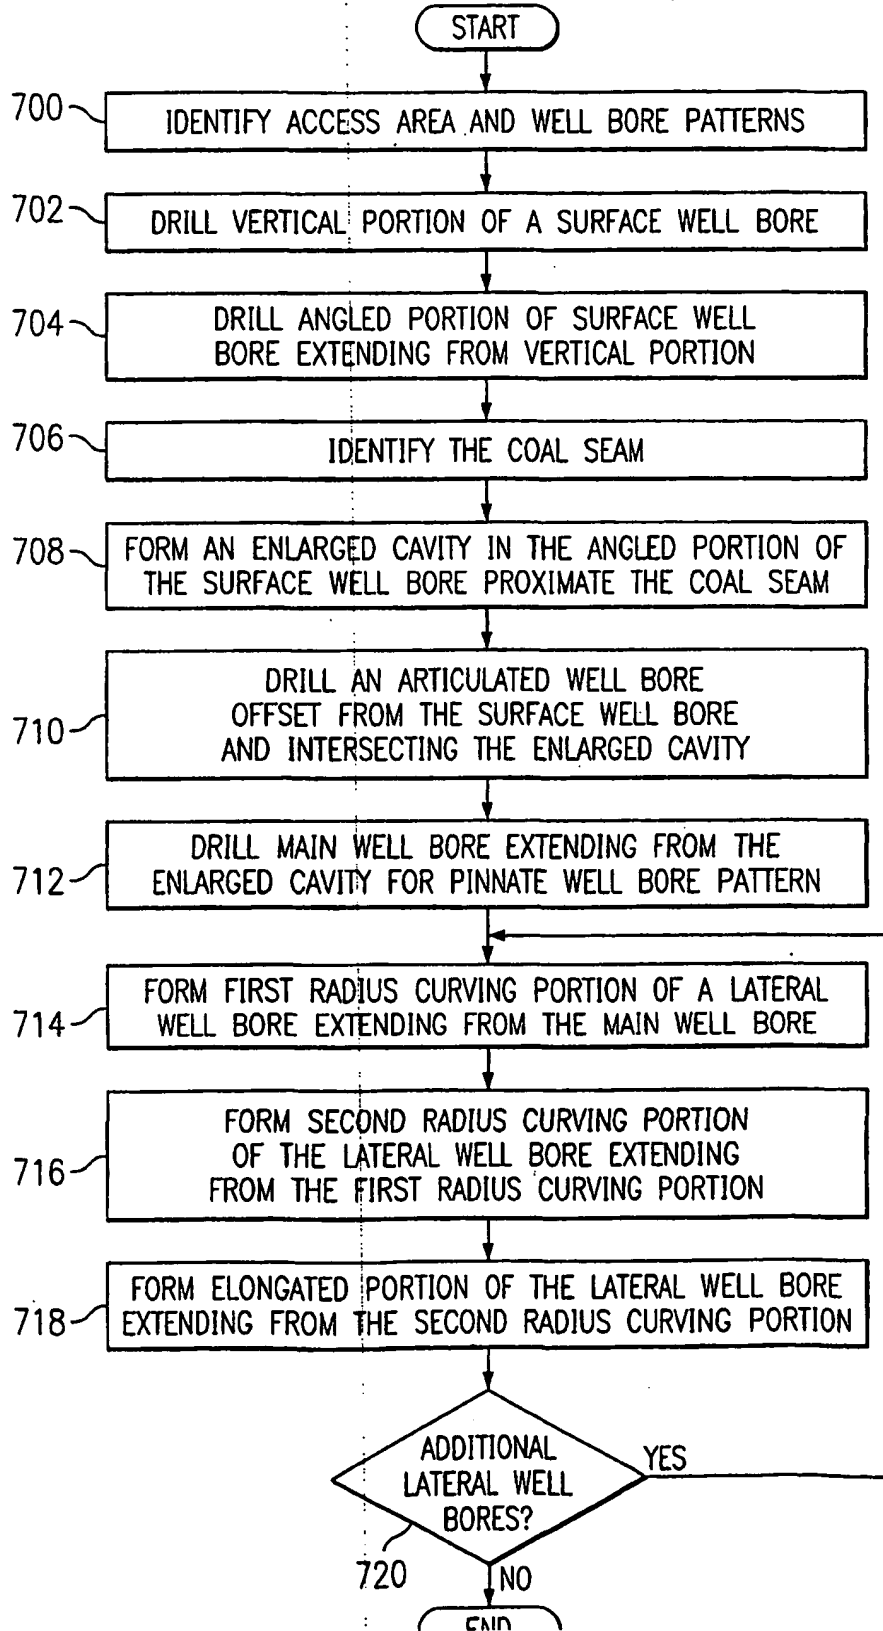 START
700
IDENTIFY ACCESS AREA AND WELL BORE PATTERNS
702
DRILL VERTICAL PORTION OF A SURFACE WELL BORE
704
DRILL ANGLED PORTION OF SURFACE WELL
BORE EXTENDING FROM VERTICAL PORTION
706
IDENTIFY THE COAL SEAM
708
FORM AN ENLARGED CAVITY IN THE ANGLED PORTION OF
THE SURFACE WELL BORE PROXIMATE THE COAL SEAM
710
DRILL AN ARTICULATED WELL BORE
OFFSET FROM THE SURFACE WELL BORE
AND INTERSECTING THE ENLARGED CAVITY
712
DRILL MAIN WELL BORE EXTENDING FROM THE
ENLARGED CAVITY FOR PINNATE WELL BORE PATTERN
714
FORM FIRST RADIUS CURVING PORTION OF A LATERAL
WELL BORE EXTENDING FROM THE MAIN WELL BORE
716
FORM SECOND RADIUS CURVING PORTION
OF THE LATERAL WELL BORE EXTENDING
FROM THE FIRST RADIUS CURVING PORTION
718
FORM ELONGATED PORTION OF THE LATERAL WELL BORE
EXTENDING FROM THE SECOND RADIUS CURVING PORTION
ADDITIONAL
LATERAL WELL
BORES?
YES
720
NO
END